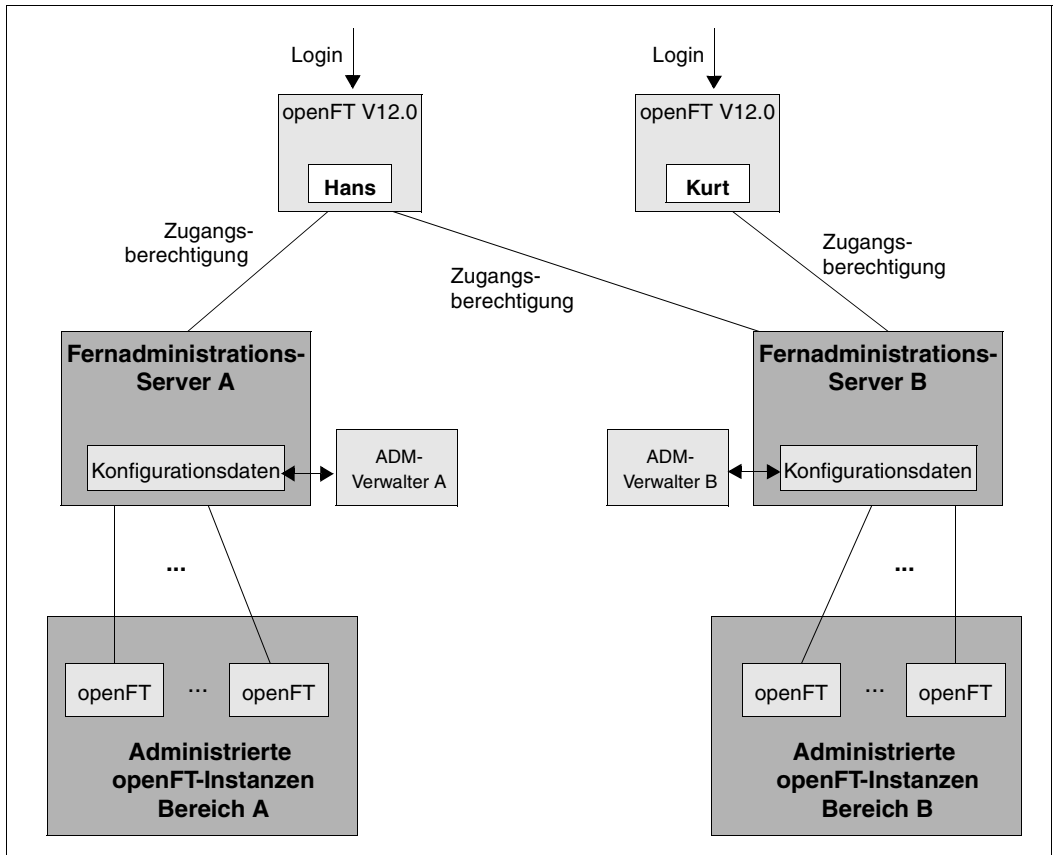 Login
Login
openFT V12.0
openFT V12.0
Hans
Kurt
Zugangs-
berechtigung
Zugangs-
berechtigung
Zugangs-
berechtigung
Fernadministrations-
Server A
Fernadministrations-
Server B
Konfigurationsdaten
ADM-
Verwalter A
ADM-
Verwalter B
Konfigurationsdaten
...
...
openFT
...
openFT
openFT
...
openFT
Administrierte
openFT-Instanzen
Bereich A
Administrierte
openFT-Instanzen
Bereich B